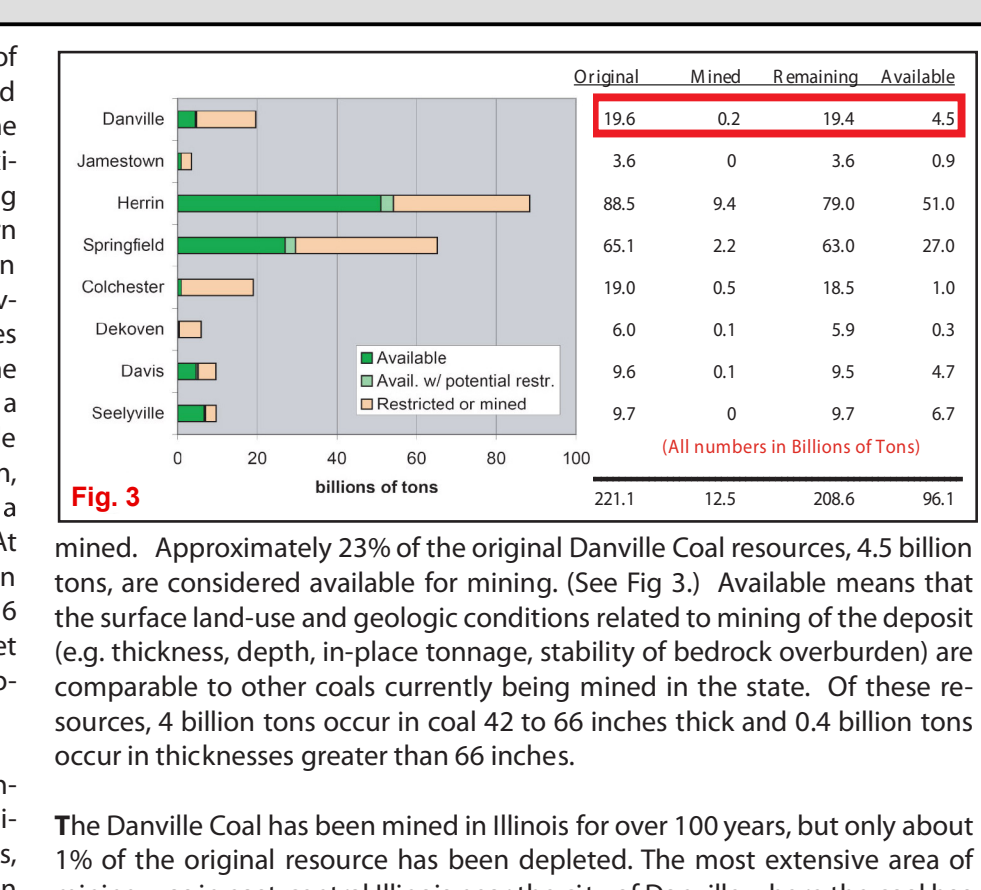 of
d
ne
ti-
g
n
n
v-
es
ne
a
e
n,
a
At
n
6
et
o-
n-
i-
s,
n
Original Mined Remaining Available
Danville 19.6 0.2 19.4 4.5
Jamestown 3.6 0 3.6 0.9
Herrin 88.5 9.4 79.0 51.0
Springfield 65.1 2.2 63.0 27.0
Colchester 19.0 0.5 18.5 1.0
Dekoven 6.0 0.1 5.9 0.3
Available
Davis 9.6 0.1 9.5 4.7
Avail. w/ potential restr.
Restricted or mined
Seelyville 9.7 0 9.7 6.7
(All numbers in Billions of Tons)
0 20 40 60 80 100
billions of tons
Fig. 3
221.1 12.5 208.6 96.1
mined. Approximately 23% of the original Danville Coal resources, 4.5 billion
tons, are considered available for mining. (See Fig 3.) Available means that
the surface land-use and geologic conditions related to mining of the deposit
(e.g. thickness, depth, in-place tonnage, stability of bedrock overburden) are
comparable to other coals currently being mined in the state. Of these re-
sources, 4 billion tons occur in coal 42 to 66 inches thick and 0.4 billion tons
occur in thicknesses greater than 66 inches.
The Danville Coal has been mined in Illinois for over 100 years, but only about
1% of the original resource has been depleted. The most extensive area of